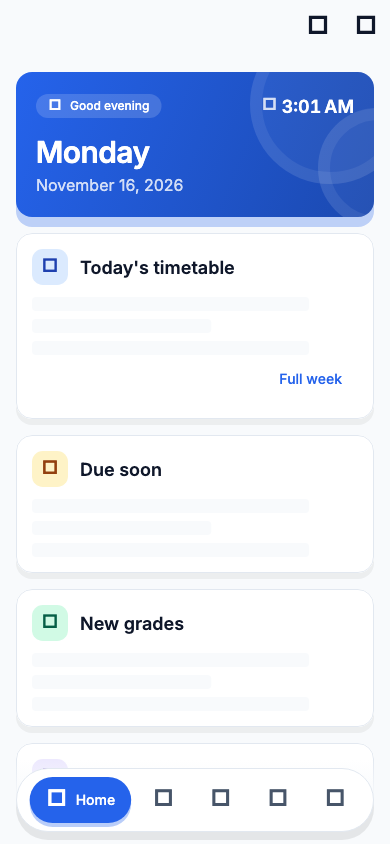 Good evening
3:01 AM
Monday
November 16, 2026
Today's timetable
Full week
Due soon
New grades
Home